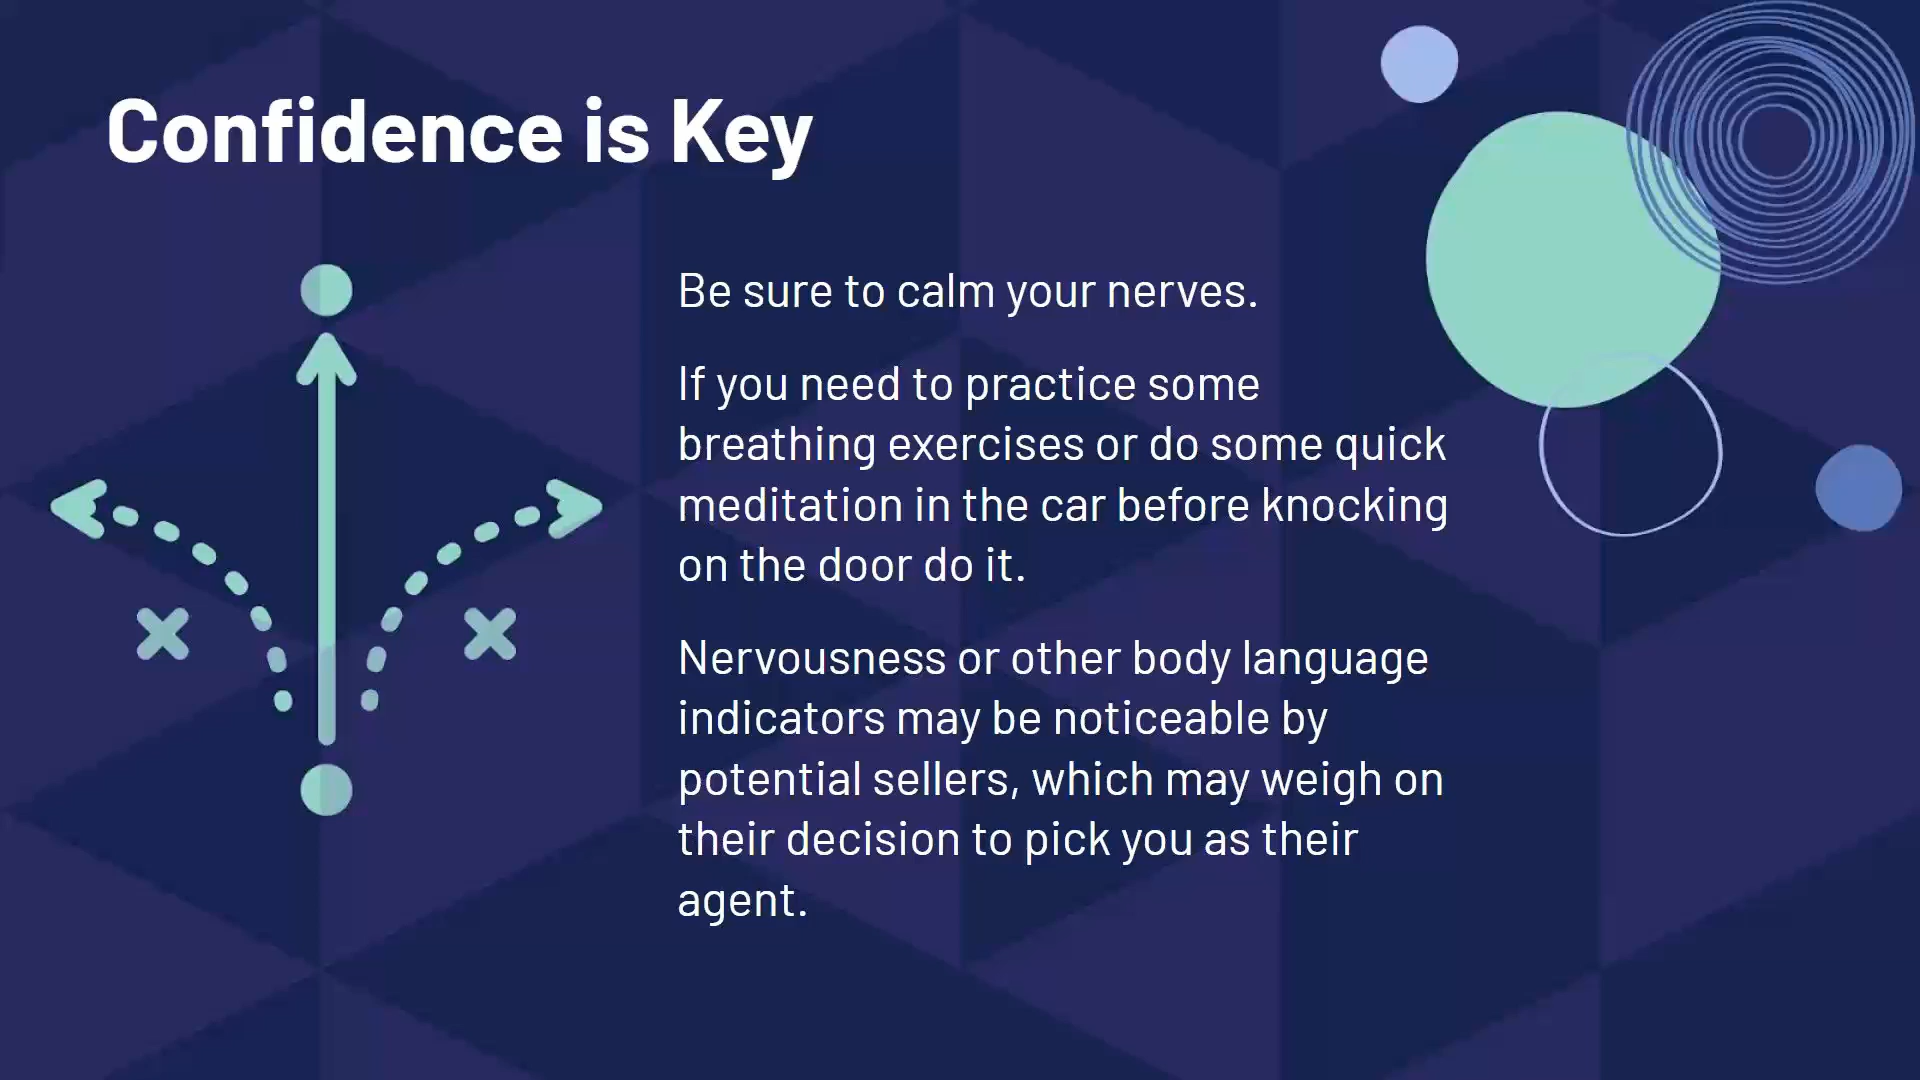 Confidence is Key
Be sure to calm your nerves.
If you need to practice some
breathing exercises or do some quick
meditation in the car before knocking
on the door do it.
Nervousness or other body language
indicators may be noticeable by
potential sellers, which may weigh on
their decision to pick you as their
agent.